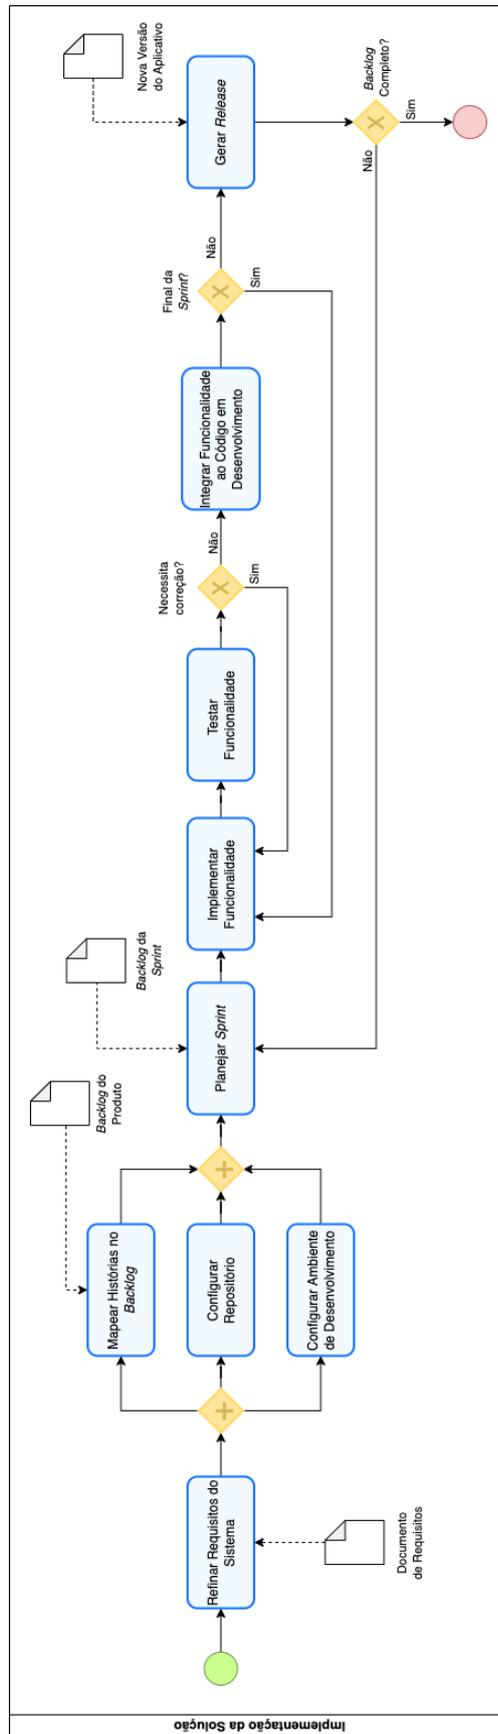 Implementação da Solução
Documento
de Requisitos
Refinar Requisitos do
Sistema
Mapear Histórias no
Backlog
Configurar
Repositório
Configurar Ambiente
de Desenvolvimento
Backlog do
Produto
Planejar Sprint
Backlog da
Sprint
Implementar
Funcionalidade
Testar
Funcionalidade
Necessita
correção?
Não
Sim
Integrar Funcionalidade
ao Código em
Desenvolvimento
Final da
Sprint?
Não
Sim
Gerar Release
Nova Versão
do Aplicativo
Backlog
Completo?
Não
Sim